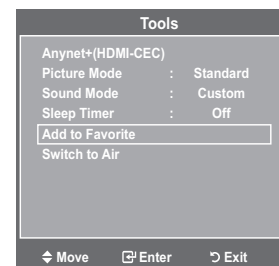 Tools
Anynet+(HDMI-CEC)
Picture Mode : Standard
Sound Mode : Custom
Sleep Timer : Off
Add to Favorite
Switch to Air
Move Enter Exit